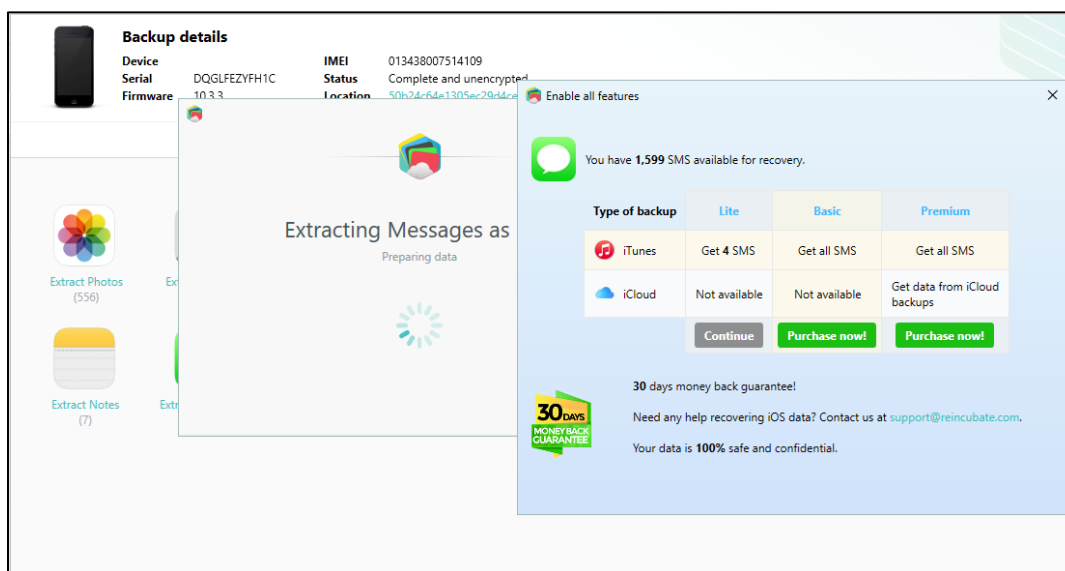 Backup details
Device
IMEI 013438007514109
Serial DQGLFEZYFH1C
Status Complete and unencrypted
Firmware 10.3.3
Location 50b24c64e1305ec29d4ce
Extract Photos
(556)
Extract Notes
(7)
Extracting Messages as
Preparing data
Enable all features
You have 1,599 SMS available for recovery.
Type of backup Lite Basic Premium
iTunes Get 4 SMS Get all SMS Get all SMS
iCloud Not available Not available Get data from iCloud
backups
Continue Purchase now! Purchase now!
30 days money back guarantee!
30 DAYS
MONEY BACK
GUARANTEE
Need any help recovering iOS data? Contact us at support@reincubate.com.
Your data is 100% safe and confidential.